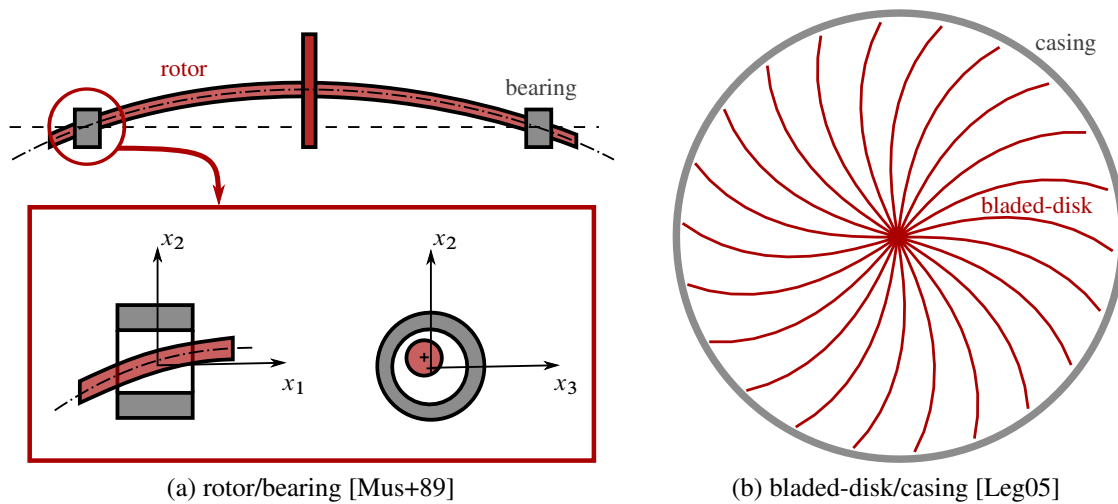 rotor
bearing
x₂
x₁
x₂
x₃
(a) rotor/bearing [Mus+89]
casing
bladed-disk
(b) bladed-disk/casing [Leg05]